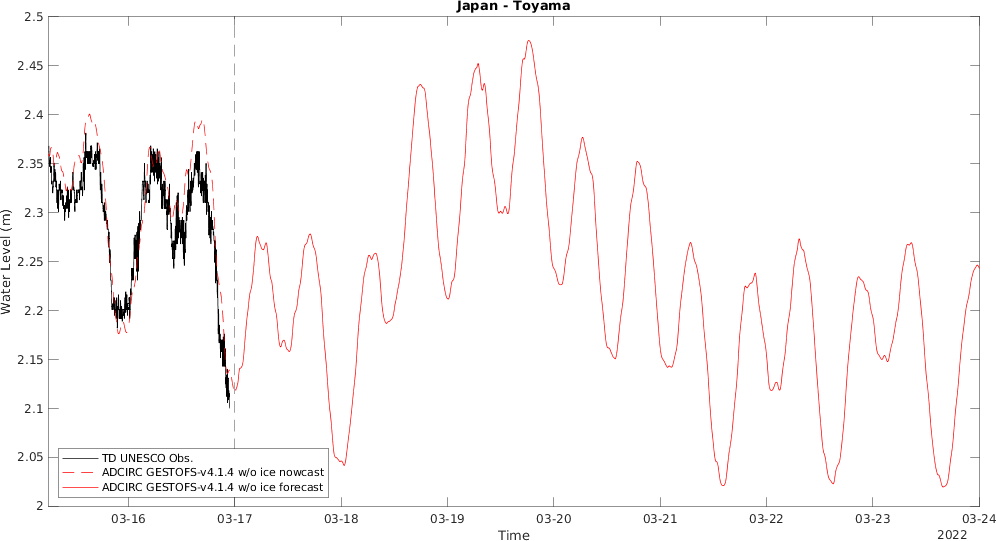 Japan - Toyama
2.5
2.45
2.4
2.35
2.3
2.25
2.2
2.15
2.1
2.05
2
Water Level (m)
TD UNESCO Obs.
ADCIRC GESTOFS-v4.1.4 w/o ice nowcast
ADCIRC GESTOFS-v4.1.4 w/o ice forecast
03-16 03-17 03-18 03-19 03-20 03-21 03-22 03-23 03-24
Time
2022